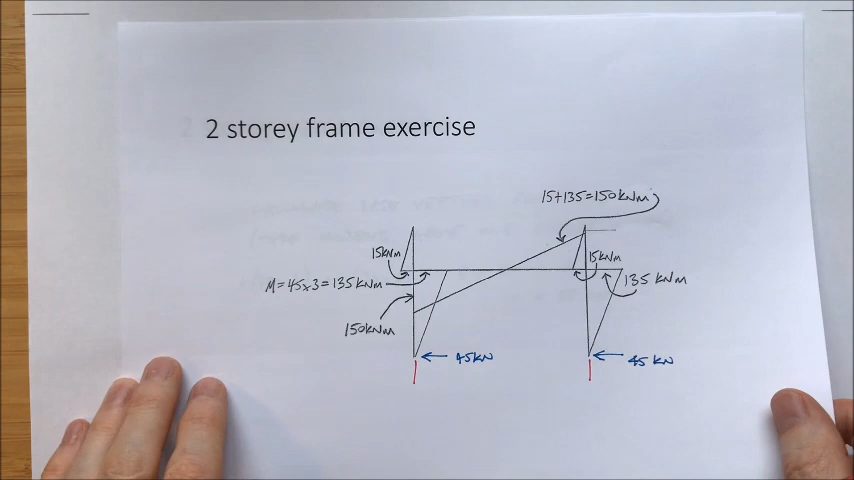 2 storey frame exercise
15+135=150kNm
15kNm
15kNm
M=45x3=135kNm
135 kNm
150kNm
45kN
45 kN